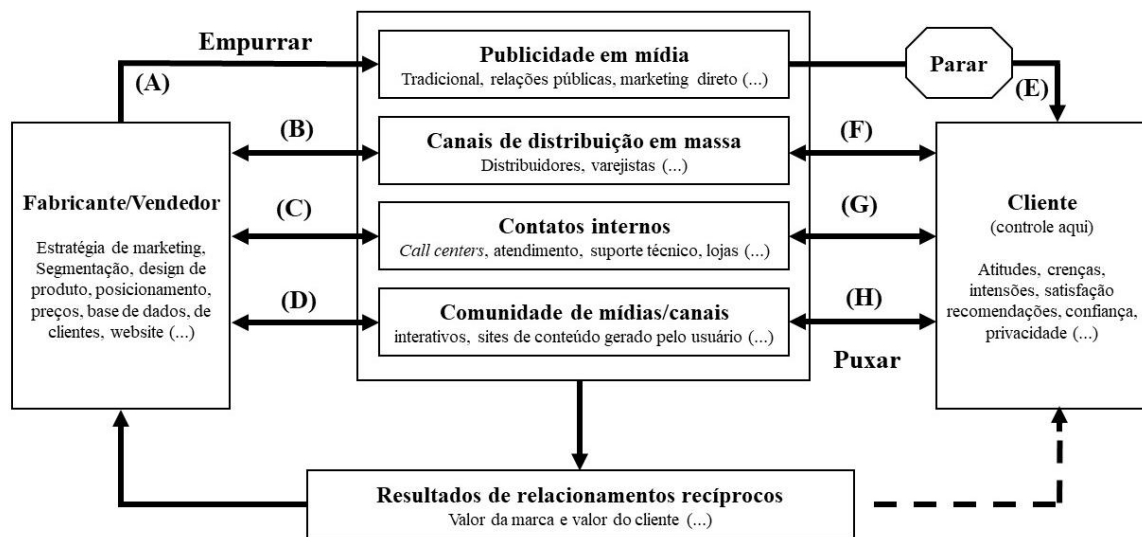 Empurrar
(A)
Publicidade em mídia
Tradicional, relações públicas, marketing direto (...)
Parar
(E)
(B)
Canais de distribuição em massa
Distribuidores, varejistas (...)
(F)
Fabricante/Vendedor
Estratégia de marketing,
Segmentação, design de
produto, posicionamento,
preços, base de dados, de
clientes, website (...)
(C)
Contatos internos
Call centers, atendimento, suporte técnico, lojas (...)
(G)
Cliente
(controle aqui)
Atitudes, crenças,
intensões, satisfação
recomendações, confiança,
privacidade (...)
(D)
Comunidade de mídias/canais
interativos, sites de conteúdo gerado pelo usuário (...)
(H)
Puxar
Resultados de relacionamentos recíprocos
Valor da marca e valor do cliente (...)